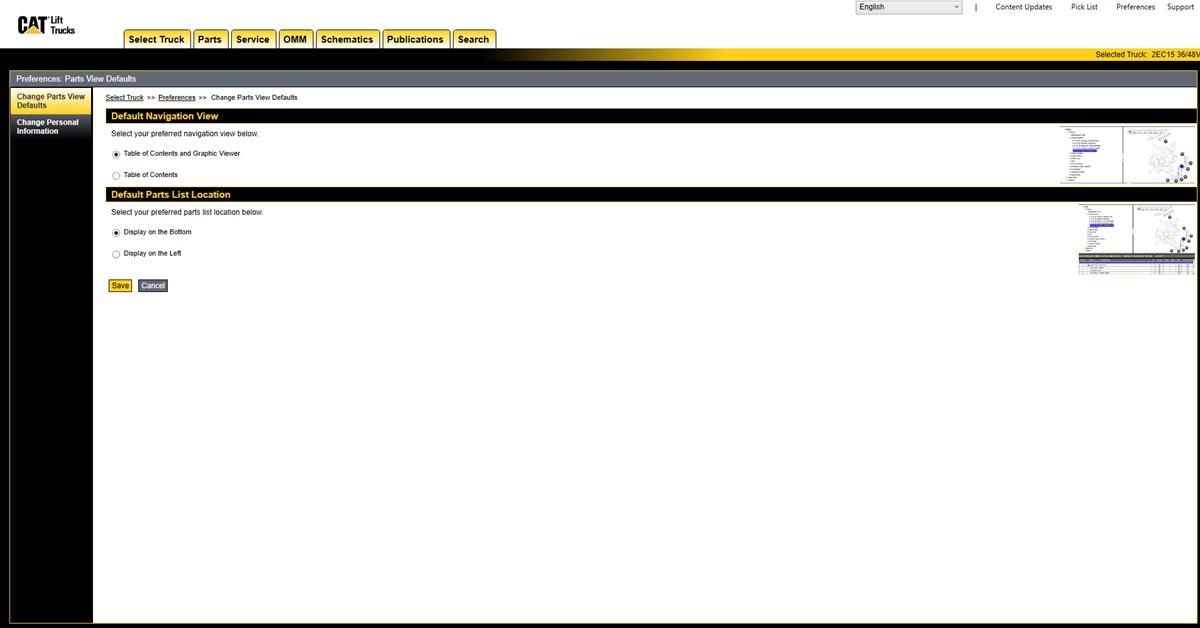 English
Content Updates
Pick List
Preferences
Support
CAT Lift Trucks
Select Truck
Parts
Service
OMM
Schematics
Publications
Search
Selected Truck: 2EC15 36/48V
Preferences: Parts View Defaults
Change Parts View
Defaults
Change Personal
Information
Select Truck >> Preferences >> Change Parts View Defaults
Default Navigation View
Select your preferred navigation view below.
Table of Contents and Graphic Viewer
Table of Contents
Default Parts List Location
Select your preferred parts list location below.
Display on the Bottom
Display on the Left
Save
Cancel